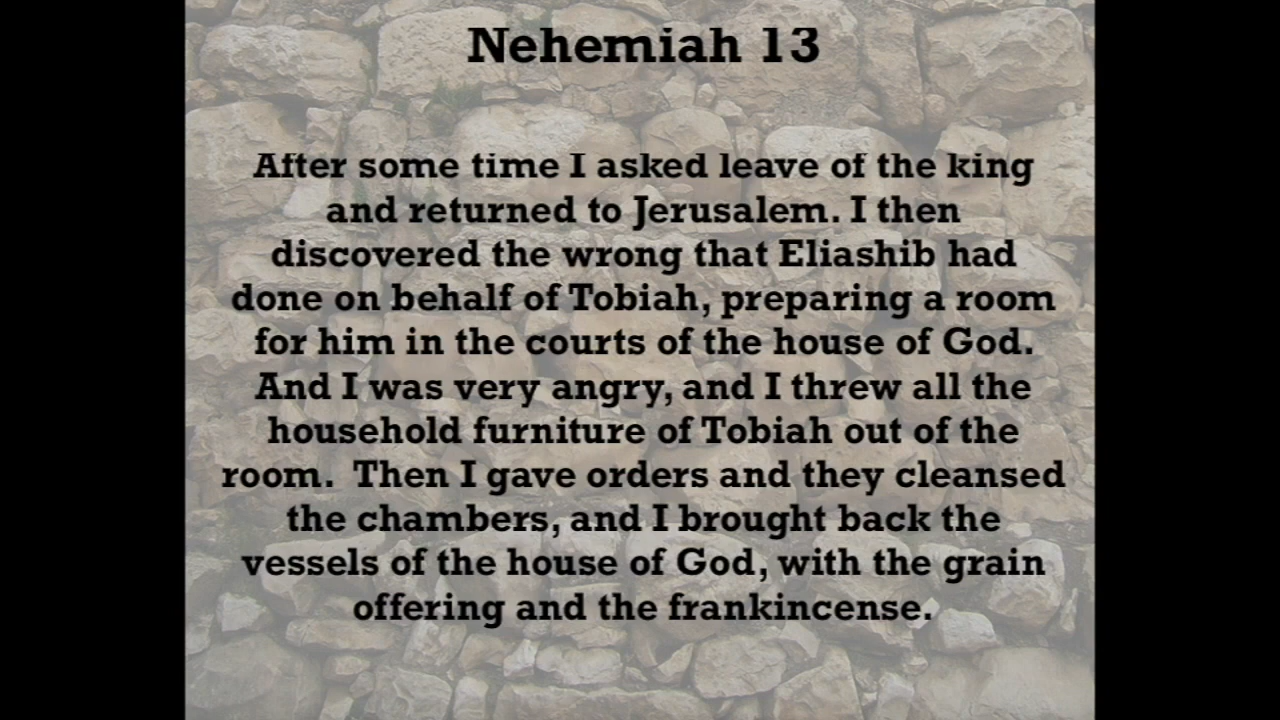 Nehemiah 13
After some time I asked leave of the king
and returned to Jerusalem. I then
discovered the wrong that Eliashib had
done on behalf of Tobiah, preparing a room
for him in the courts of the house of God.
And I was very angry, and I threw all the
household furniture of Tobiah out of the
room.  Then I gave orders and they cleansed
the chambers, and I brought back the
vessels of the house of God, with the grain
offering and the frankincense.